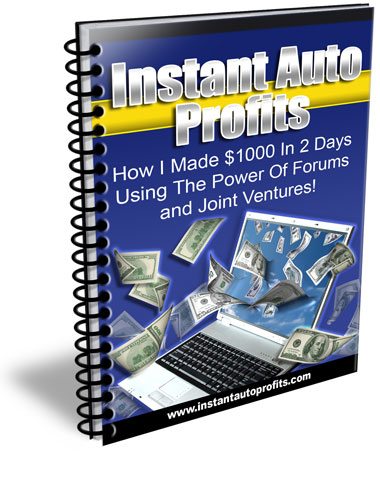 Instant Auto
Profits
How I Made $1000 In 2 Days
Using The Power Of Forums
and Joint Ventures!
www.instantautoprofits.com